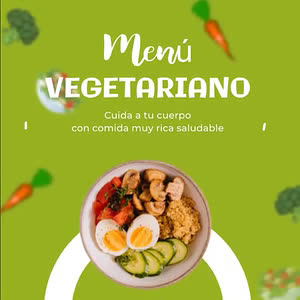 Menú
VEGETARIANO
Cuida a tu cuerpo
con comida muy rica saludable